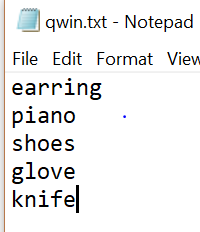 qwin.txt - Notepad
File Edit Format View
earring
piano
shoes
glove
knife